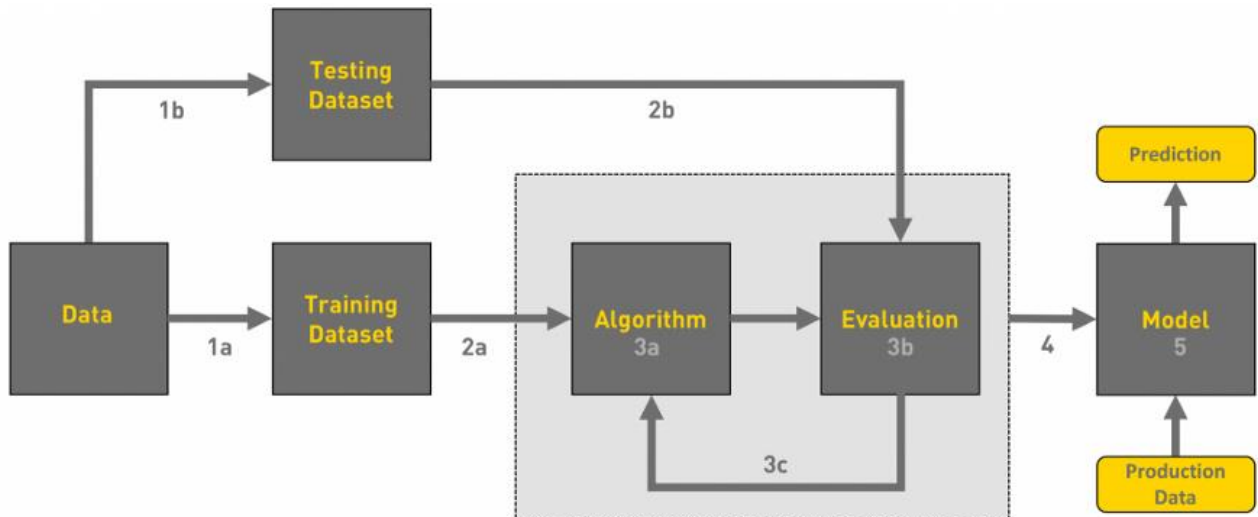 Testing
Dataset
1b
2b
Prediction
Data
1a
Training
Dataset
2a
Algorithm
3a
Evaluation
3b
4
Model
5
3c
Production
Data